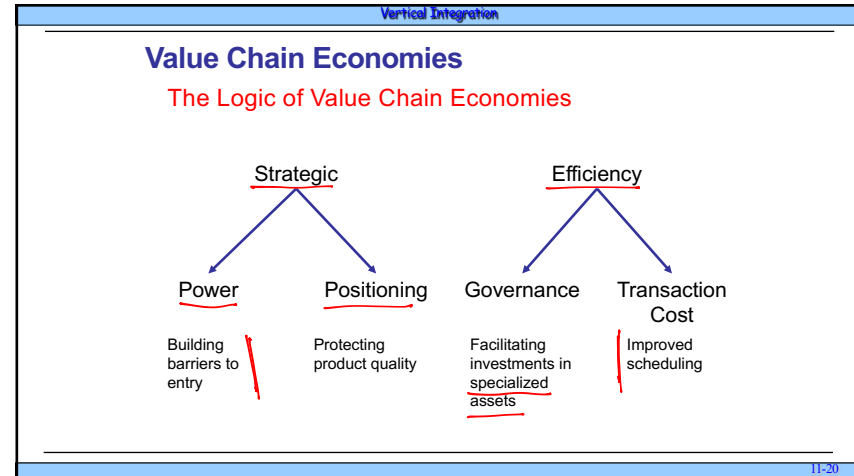 Vertical Integration
Value Chain Economies
The Logic of Value Chain Economies
Strategic
Efficiency
Power
Positioning
Governance
Transaction
Cost
Building
barriers to
entry
Protecting
product quality
Facilitating
investments in
specialized
assets
Improved
scheduling
11-20